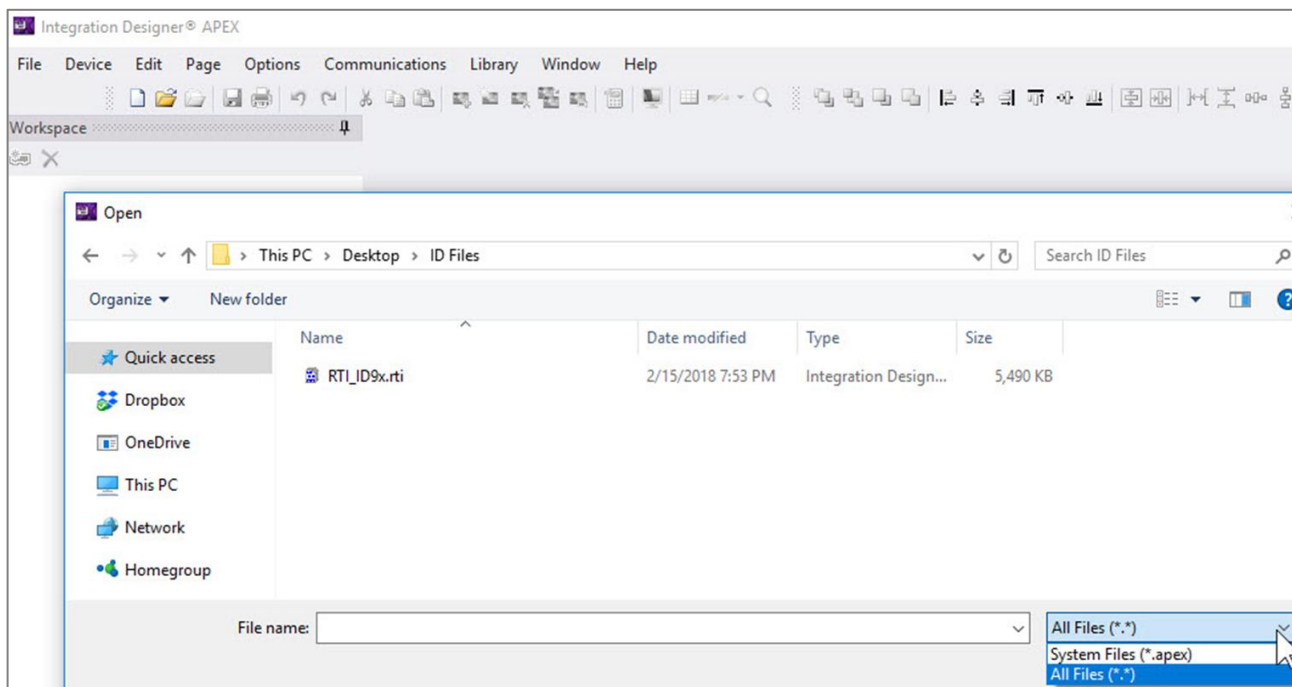 Integration Designer® APEX
File Device Edit Page Options Communications Library Window Help
Workspace
Open
This PC > Desktop > ID Files
Search ID Files
Organize New folder
Name Date modified Type Size
Quick access
RTI_ID9x.rti 2/15/2018 7:53 PM Integration Design... 5,490 KB
Dropbox
OneDrive
This PC
Network
Homegroup
File name:
All Files (*.*)
System Files (*.apex)
All Files (*.*)